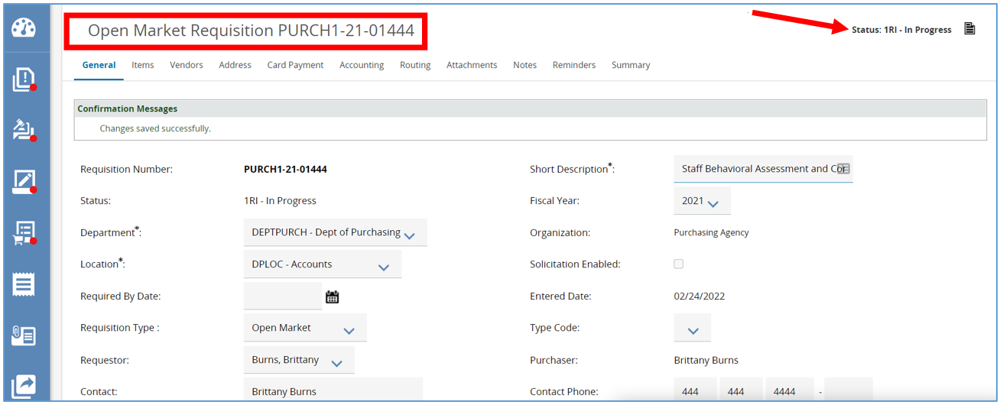 Open Market Requisition PURCH1-21-01444
Status: 1RI - In Progress
General Items Vendors Address Card Payment Accounting Routing Attachments Notes Reminders Summary
Confirmation Messages
Changes saved successfully.
Requisition Number: PURCH1-21-01444 Short Description*: Staff Behavioral Assessment and Cor
Status: 1RI - In Progress Fiscal Year: 2021
Department*: DEPTPURCH - Dept of Purchasing Organization: Purchasing Agency
Location*: DPLOC - Accounts Solicitation Enabled:
Required By Date: Entered Date: 02/24/2022
Requisition Type : Open Market Type Code:
Requestor: Burns, Brittany Purchaser: Brittany Burns
Contact: Brittany Burns Contact Phone: 444 444 4444 -